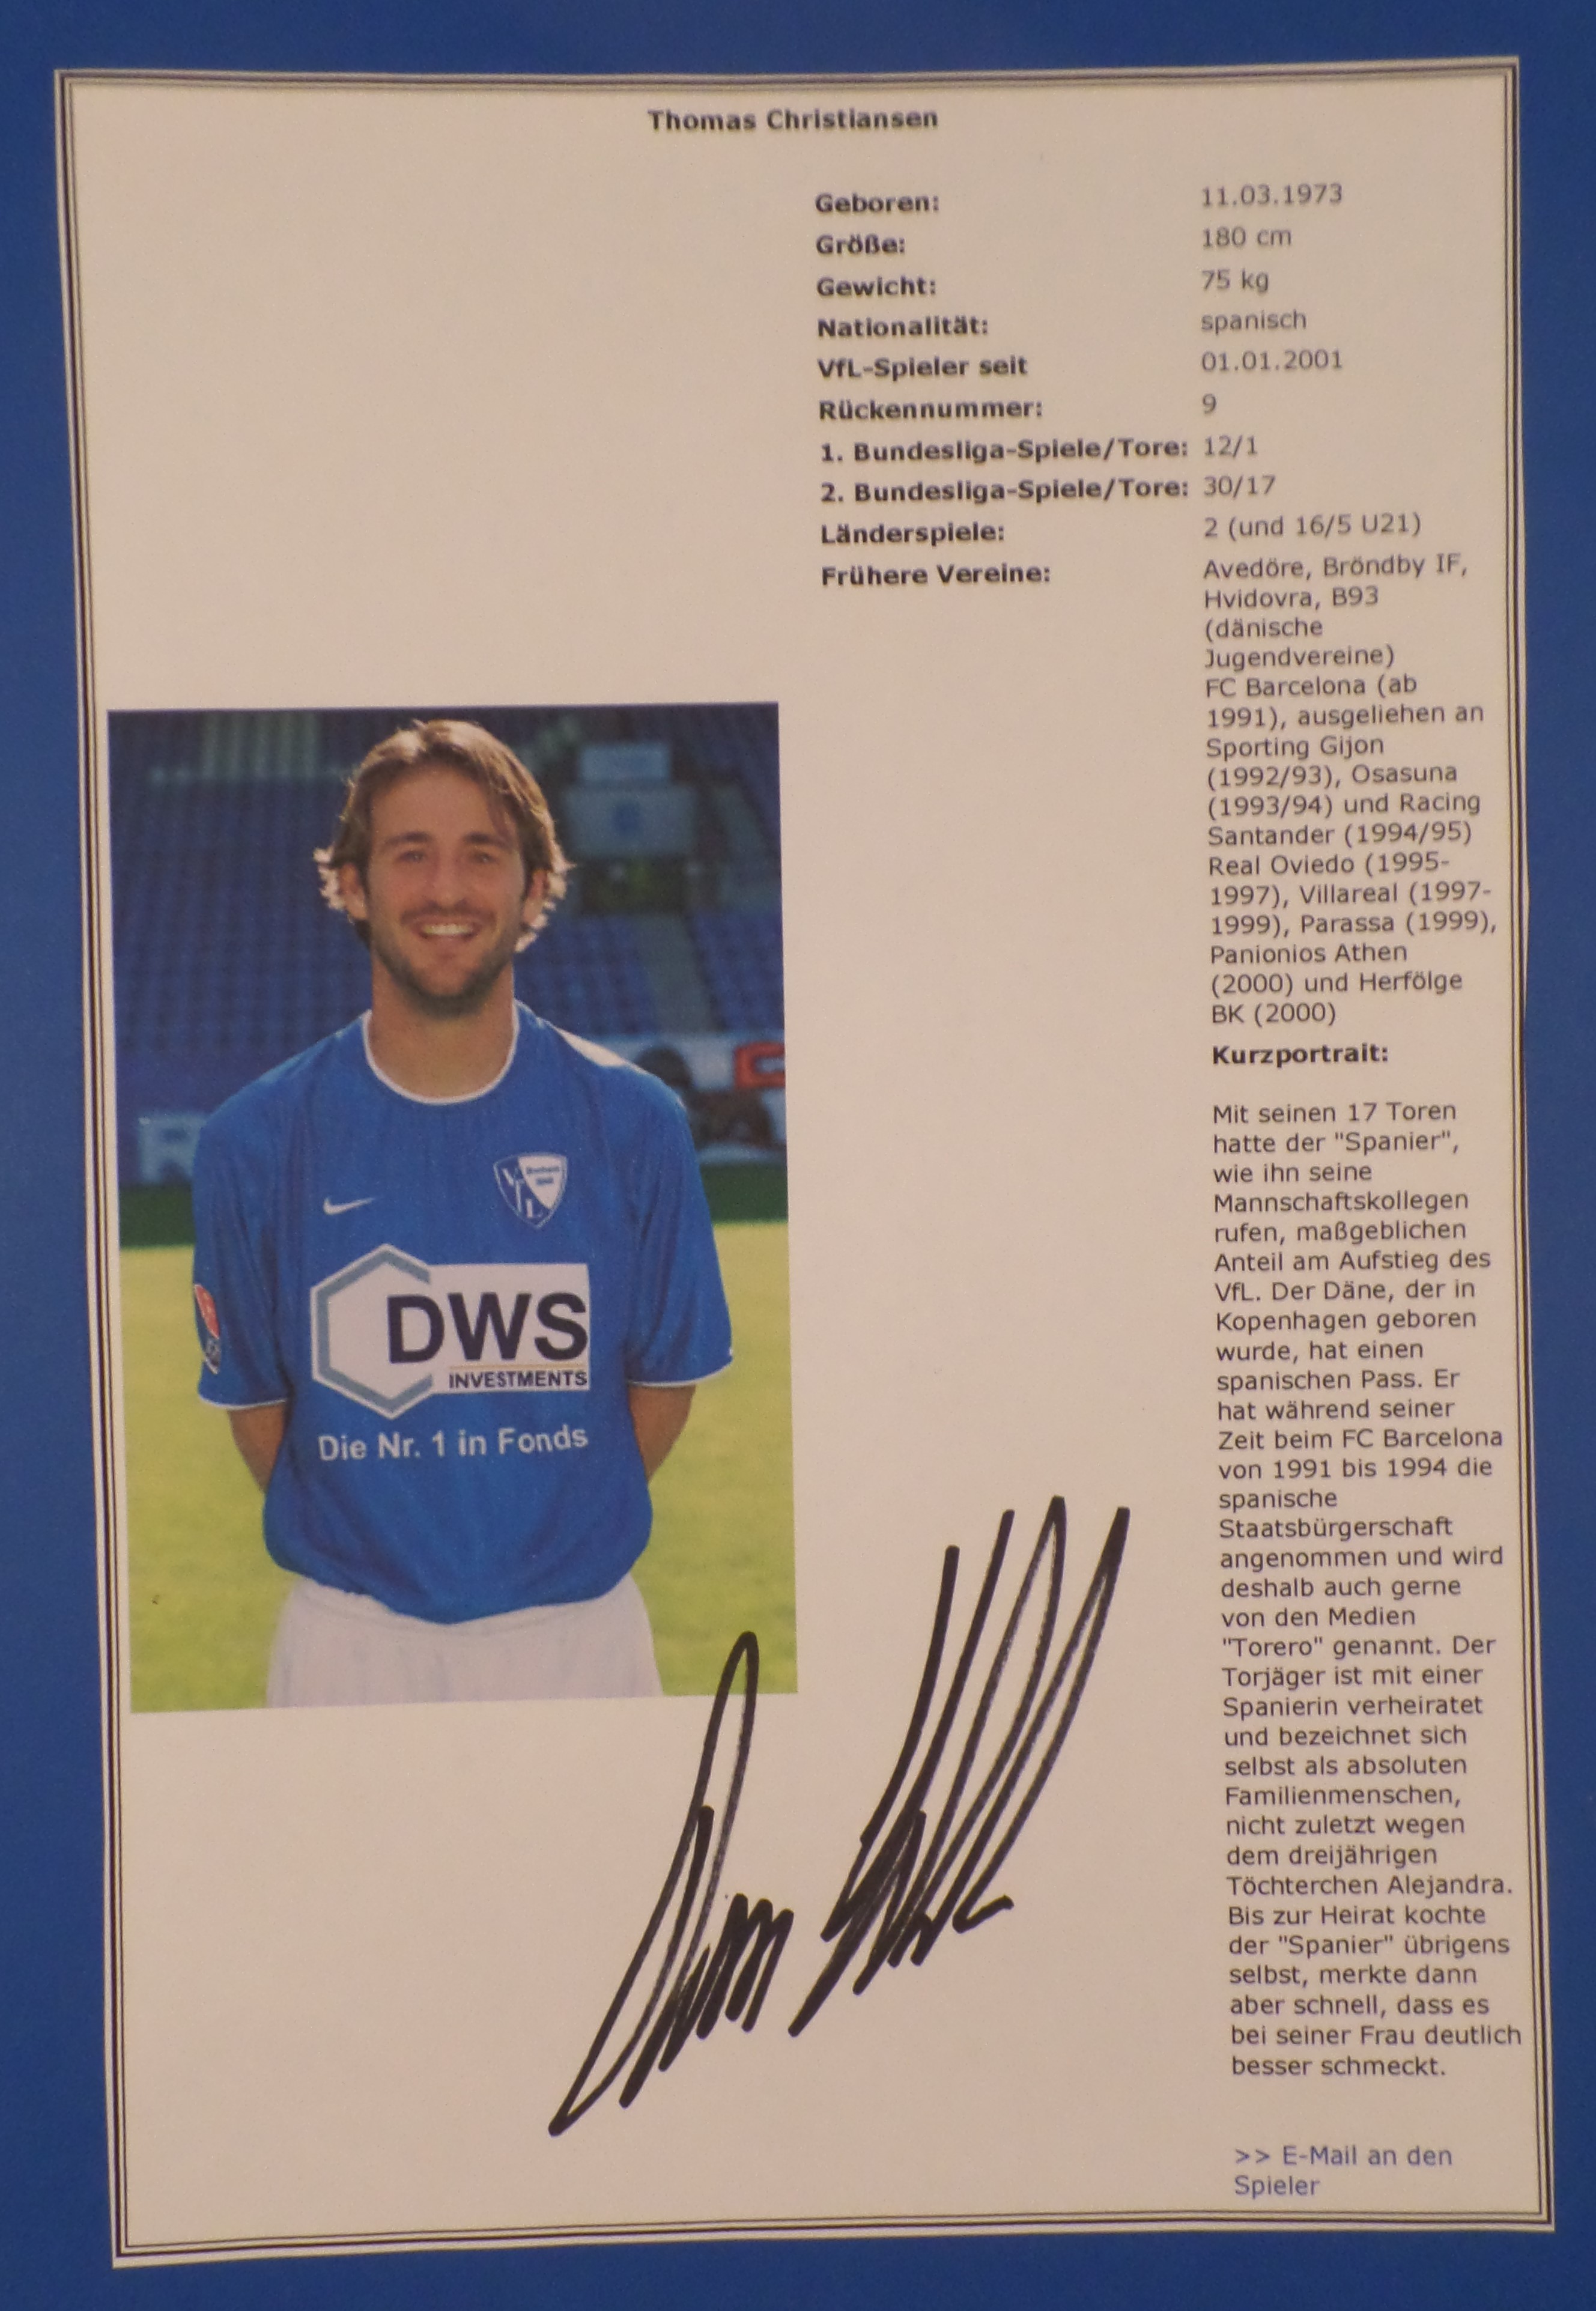 Thomas Christiansen
Geboren: 11.03.1973
Größe: 180 cm
Gewicht: 75 kg
Nationalität: spanisch
VfL-Spieler seit 01.01.2001
Rückennummer: 9
1. Bundesliga-Spiele/Tore: 12/1
2. Bundesliga-Spiele/Tore: 30/17
Länderspiele: 2 (und 16/5 U21)
Frühere Vereine: Avedöre, Bröndby IF,
Hvidovra, B93
(dänische
Jugendvereine)
FC Barcelona (ab
1991), ausgeliehen an
Sporting Gijon
(1992/93), Osasuna
(1993/94) und Racing
Santander (1994/95)
Real Oviedo (1995-
1997), Villareal (1997-
1999), Parassa (1999),
Panionios Athen
(2000) und Herfölge
BK (2000)
Kurzportrait:
Mit seinen 17 Toren
hatte der "Spanier",
wie ihn seine
Mannschaftskollegen
rufen, maßgeblichen
Anteil am Aufstieg des
VfL. Der Däne, der in
Kopenhagen geboren
wurde, hat einen
spanischen Pass. Er
hat während seiner
Zeit beim FC Barcelona
von 1991 bis 1994 die
spanische
Staatsbürgerschaft
angenommen und wird
deshalb auch gerne
von den Medien
"Torero" genannt. Der
Torjäger ist mit einer
Spanierin verheiratet
und bezeichnet sich
selbst als absoluten
Familienmenschen,
nicht zuletzt wegen
dem dreijährigen
Töchterchen Alejandra.
Bis zur Heirat kochte
der "Spanier" übrigens
selbst, merkte dann
aber schnell, dass es
bei seiner Frau deutlich
besser schmeckt.
>> E-Mail an den
Spieler
VfL
DWS
INVESTMENTS
Die Nr. 1 in Fonds